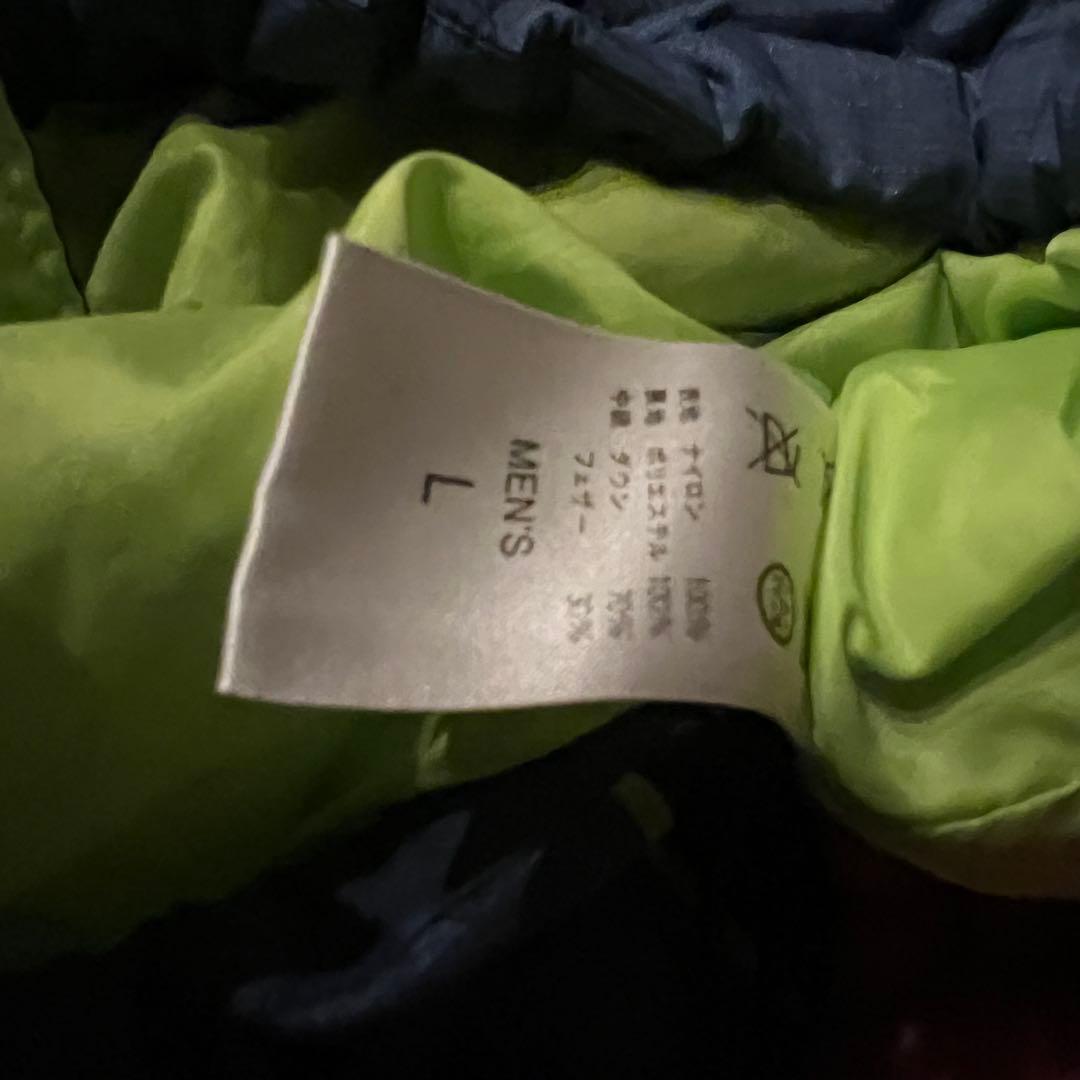 表地 ナイロン 100%
裏地 ポリエステル 100%
中綿 ダウン 70%
フェザー 30%
MEN'S
L